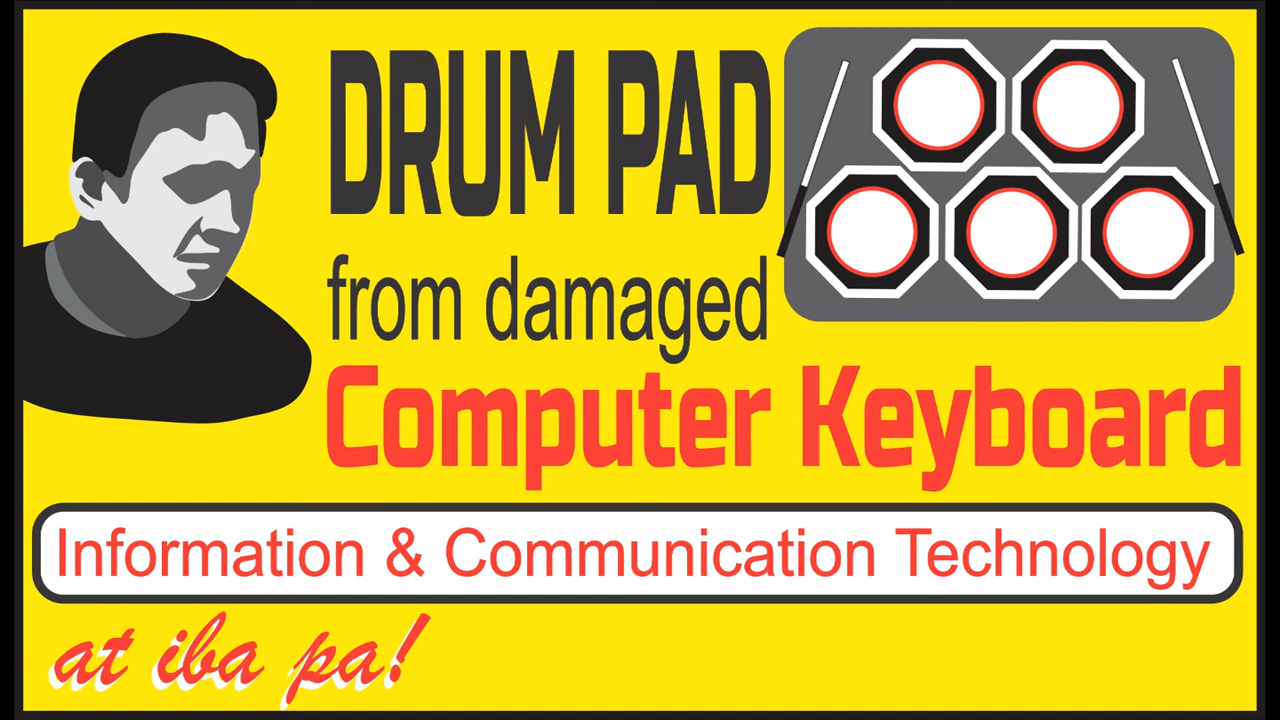 DRUM PAD
from damaged
Computer Keyboard
Information & Communication Technology
at iba pa!